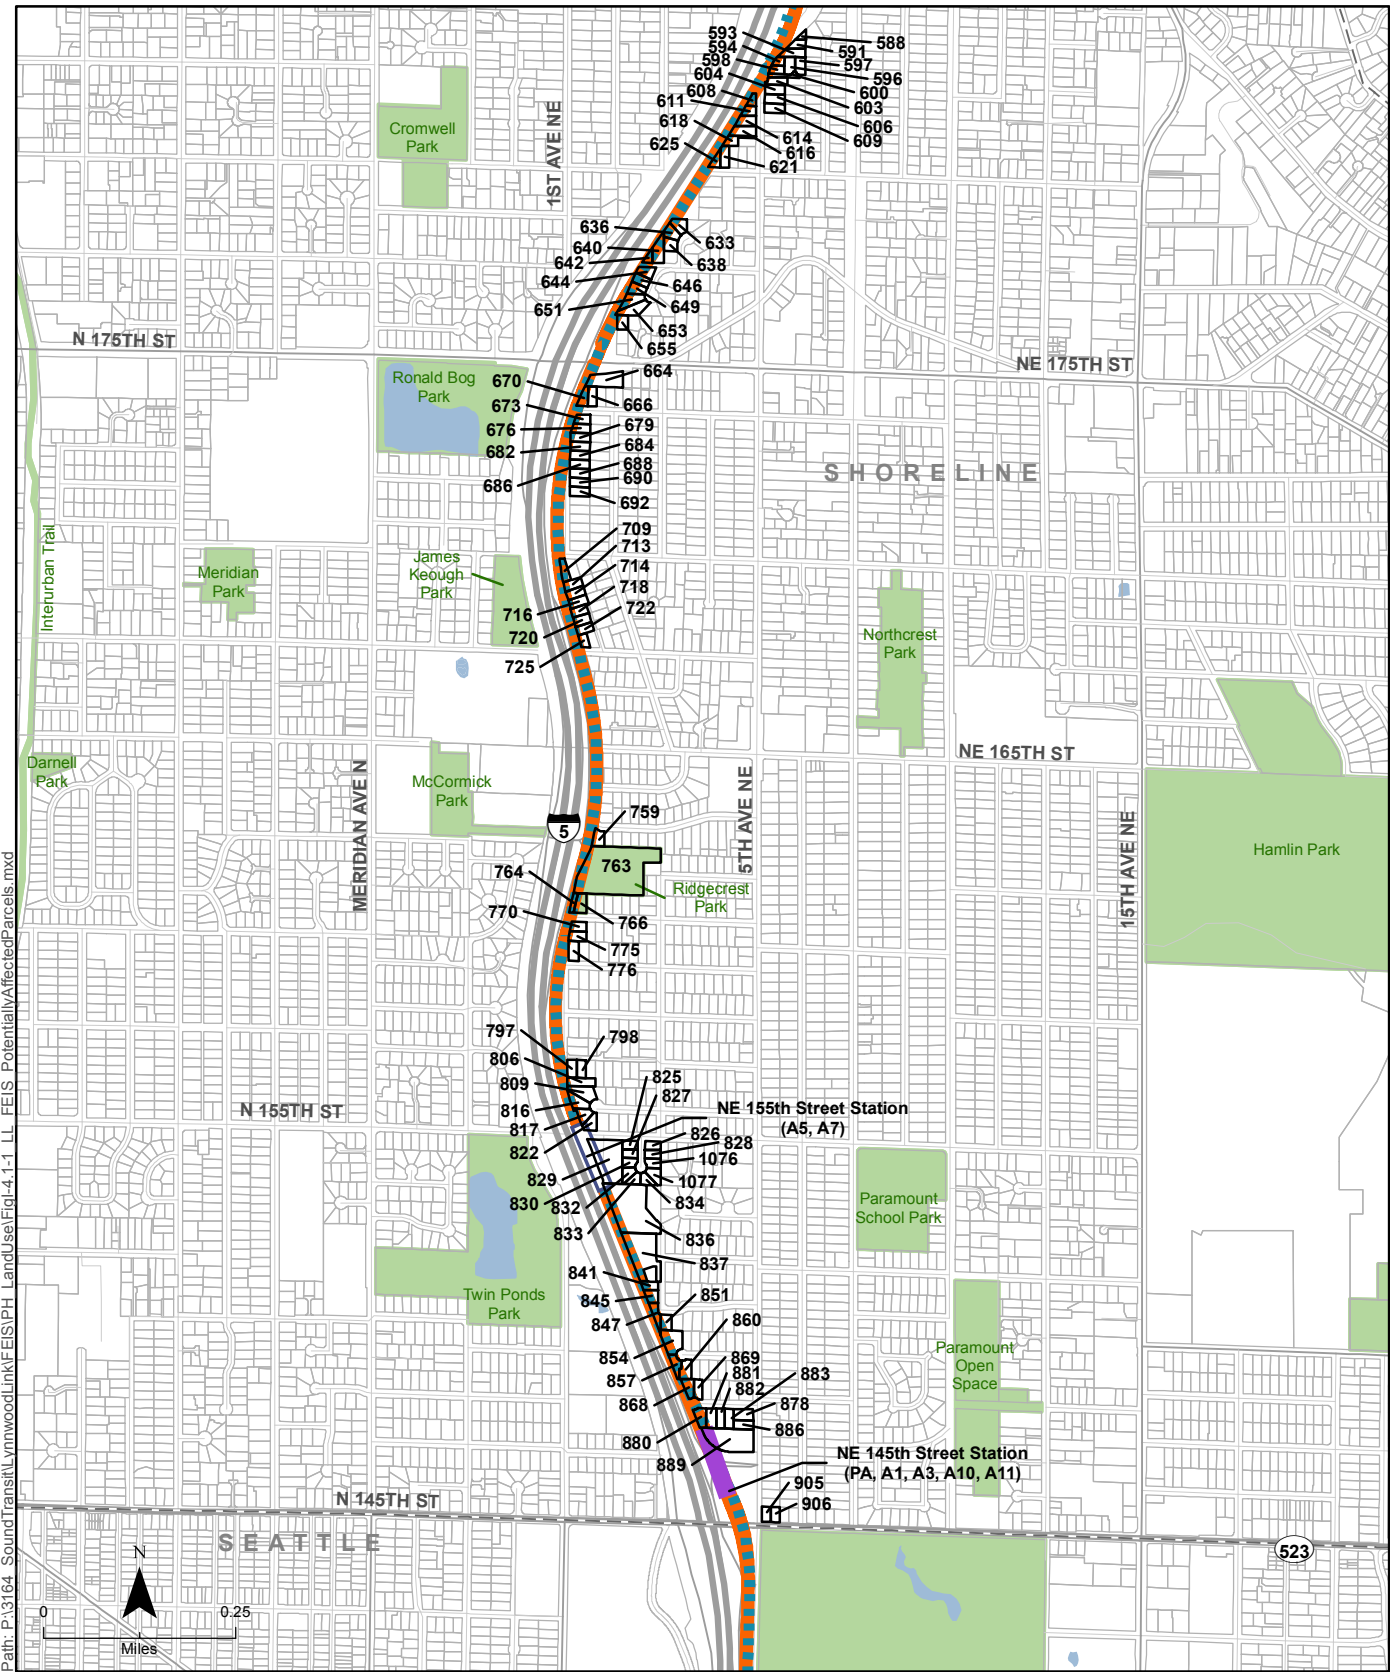 593
594
598
604
608
611
618
625
588
591
597
596
600
603
606
609
614
616
621
Cromwell
Park
1ST AVE NE
636
640
642
644
651
633
638
646
649
653
655
N 175TH ST
NE 175TH ST
Ronald Bog
Park
670
673
676
682
686
664
666
679
684
688
690
692
SHORELINE
Interurban Trail
Meridian
Park
James
Keough
Park
709
713
714
718
722
716
720
725
Northcrest
Park
NE 165TH ST
Darnell
Park
MERIDIAN AVE N
McCormick
Park
5
5TH AVE NE
15TH AVE NE
Hamlin Park
759
763
764
770
Ridgecrest
Park
766
775
776
797
798
806
809
816
817
822
829
830
832
833
825
827
NE 155th Street Station
(A5, A7)
826
828
1076
1077
834
836
837
N 155TH ST
Paramount
School Park
Twin Ponds
Park
841
845
847
851
860
854
857
868
869
881
882
883
878
886
880
889
Paramount
Open
Space
NE 145th Street Station
(PA, A1, A3, A10, A11)
905
906
N 145TH ST
SEATTLE
523
N
0 0.25
Miles
Path: P:\3164_SoundTransit\LynnwoodLink\FEIS\PH_LandUse\FigI-4.1-1_LL_FEIS_PotentiallyAffectedParcels.mxd